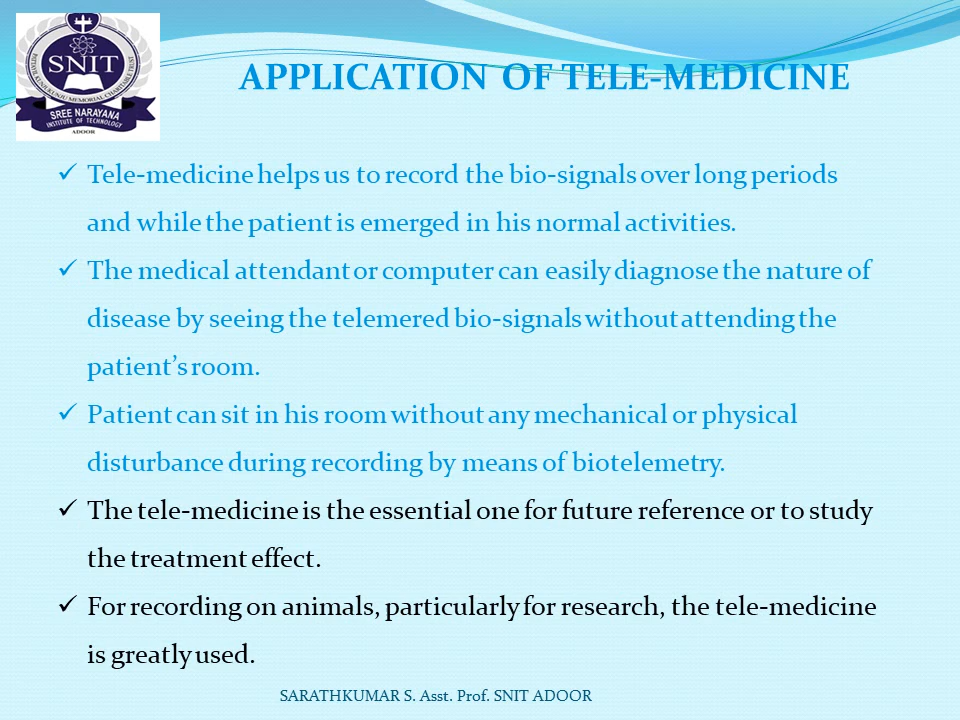 SNIT
PATTAZHY VELUKUNJU MEMORIAL CHARITABLE TRUST
SREE NARAYANA
INSTITUTE OF TECHNOLOGY
ADOOR
APPLICATION OF TELE-MEDICINE
✓ Tele-medicine helps us to record the bio-signals over long periods
and while the patient is emerged in his normal activities.
✓ The medical attendant or computer can easily diagnose the nature of
disease by seeing the telemered bio-signals without attending the
patient’s room.
✓ Patient can sit in his room without any mechanical or physical
disturbance during recording by means of biotelemetry.
✓ The tele-medicine is the essential one for future reference or to study
the treatment effect.
✓ For recording on animals, particularly for research, the tele-medicine
is greatly used.
SARATHKUMAR S. Asst. Prof. SNIT ADOOR